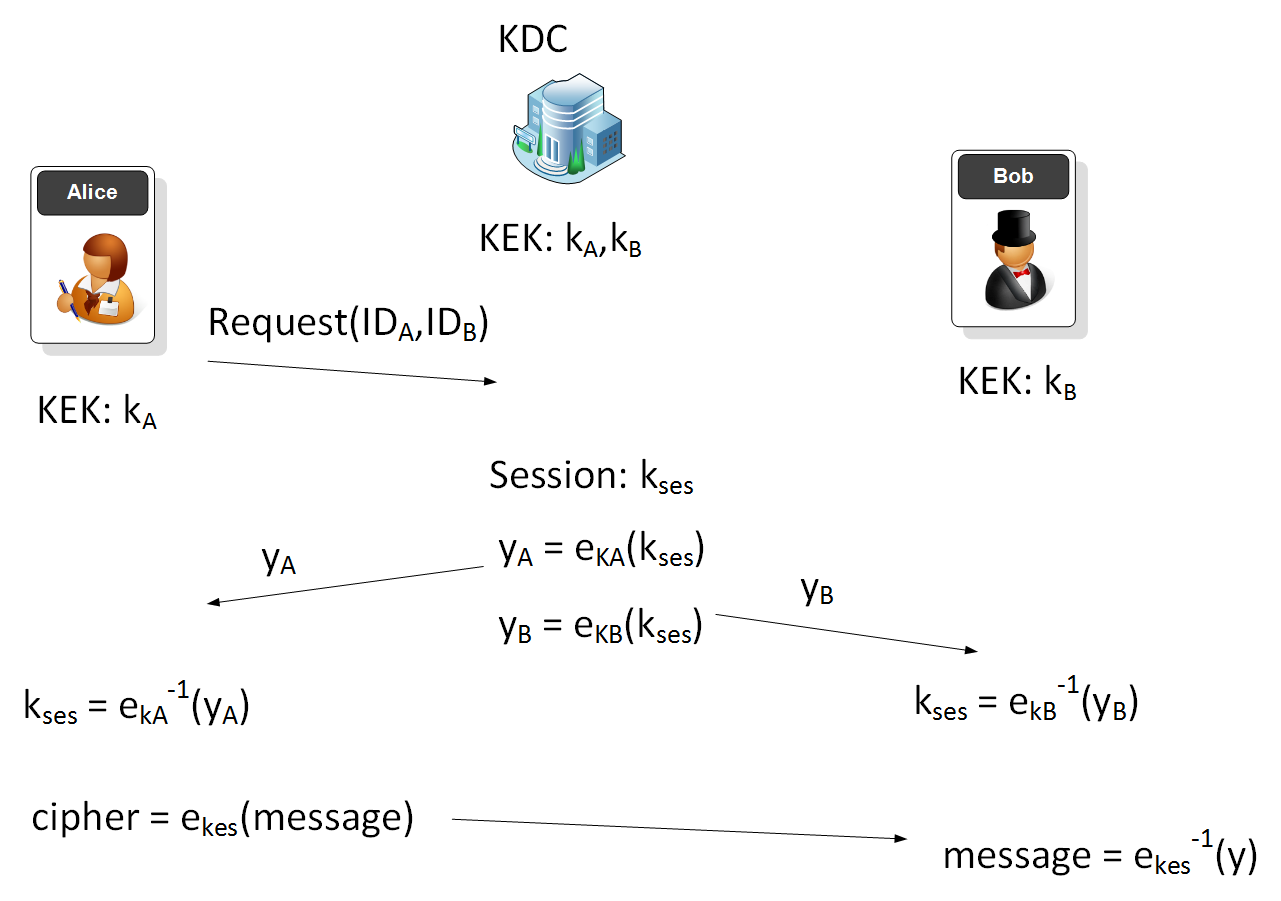 KDC
Alice
Bob
KEK: kA,kB
Request(IDA,IDB)
KEK: kA
KEK: kB
Session: kses
yA
yA = eKA(kses)
yB
yB = eKB(kses)
kses = ekA-1(yA)
kses = ekB-1(yB)
cipher = ekes(message)
message = ekes-1(y)